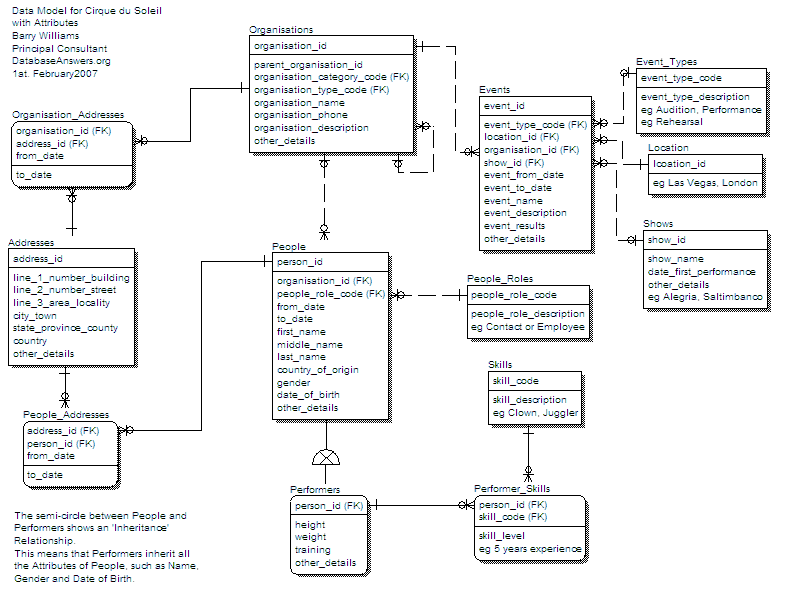 Data Model for Cirque du Soleil
with Attributes
Barry Williams
Principal Consultant
DatabaseAnswers.org
1at. February2007
Organisations
organisation_id
parent_organisation_id
organisation_category_code (FK)
organisation_type_code (FK)
organisation_name
organisation_phone
organisation_description
other_details
Event_Types
event_type_code
event_type_description
eg Audition, Performance
eg Rehearsal
Events
event_id
event_type_code (FK)
location_id (FK)
organisation_id (FK)
show_id (FK)
event_from_date
event_to_date
event_name
event_description
event_results
other_details
Organisation_Addresses
organisation_id (FK)
address_id (FK)
from_date
to_date
Location
location_id
eg Las Vegas, London
Shows
show_id
show_name
date_first_performance
other_details
eg Alegria, Saltimbanco
Addresses
address_id
line_1_number_building
line_2_number_street
line_3_area_locality
city_town
state_province_county
country
other_details
People
person_id
organisation_id (FK)
people_role_code (FK)
from_date
to_date
first_name
middle_name
last_name
country_of_origin
gender
date_of_birth
other_details
People_Roles
people_role_code
people_role_description
eg Contact or Employee
Skills
skill_code
skill_description
eg Clown, Juggler
People_Addresses
address_id (FK)
person_id (FK)
from_date
to_date
Performers
person_id (FK)
height
weight
training
other_details
Performer_Skills
person_id (FK)
skill_code (FK)
skill_level
eg 5 years experience
The semi-circle between People and
Performers shows an 'Inheritance'
Relationship.
This means that Performers inherit all
the Attributes of People, such as Name,
Gender and Date of Birth.